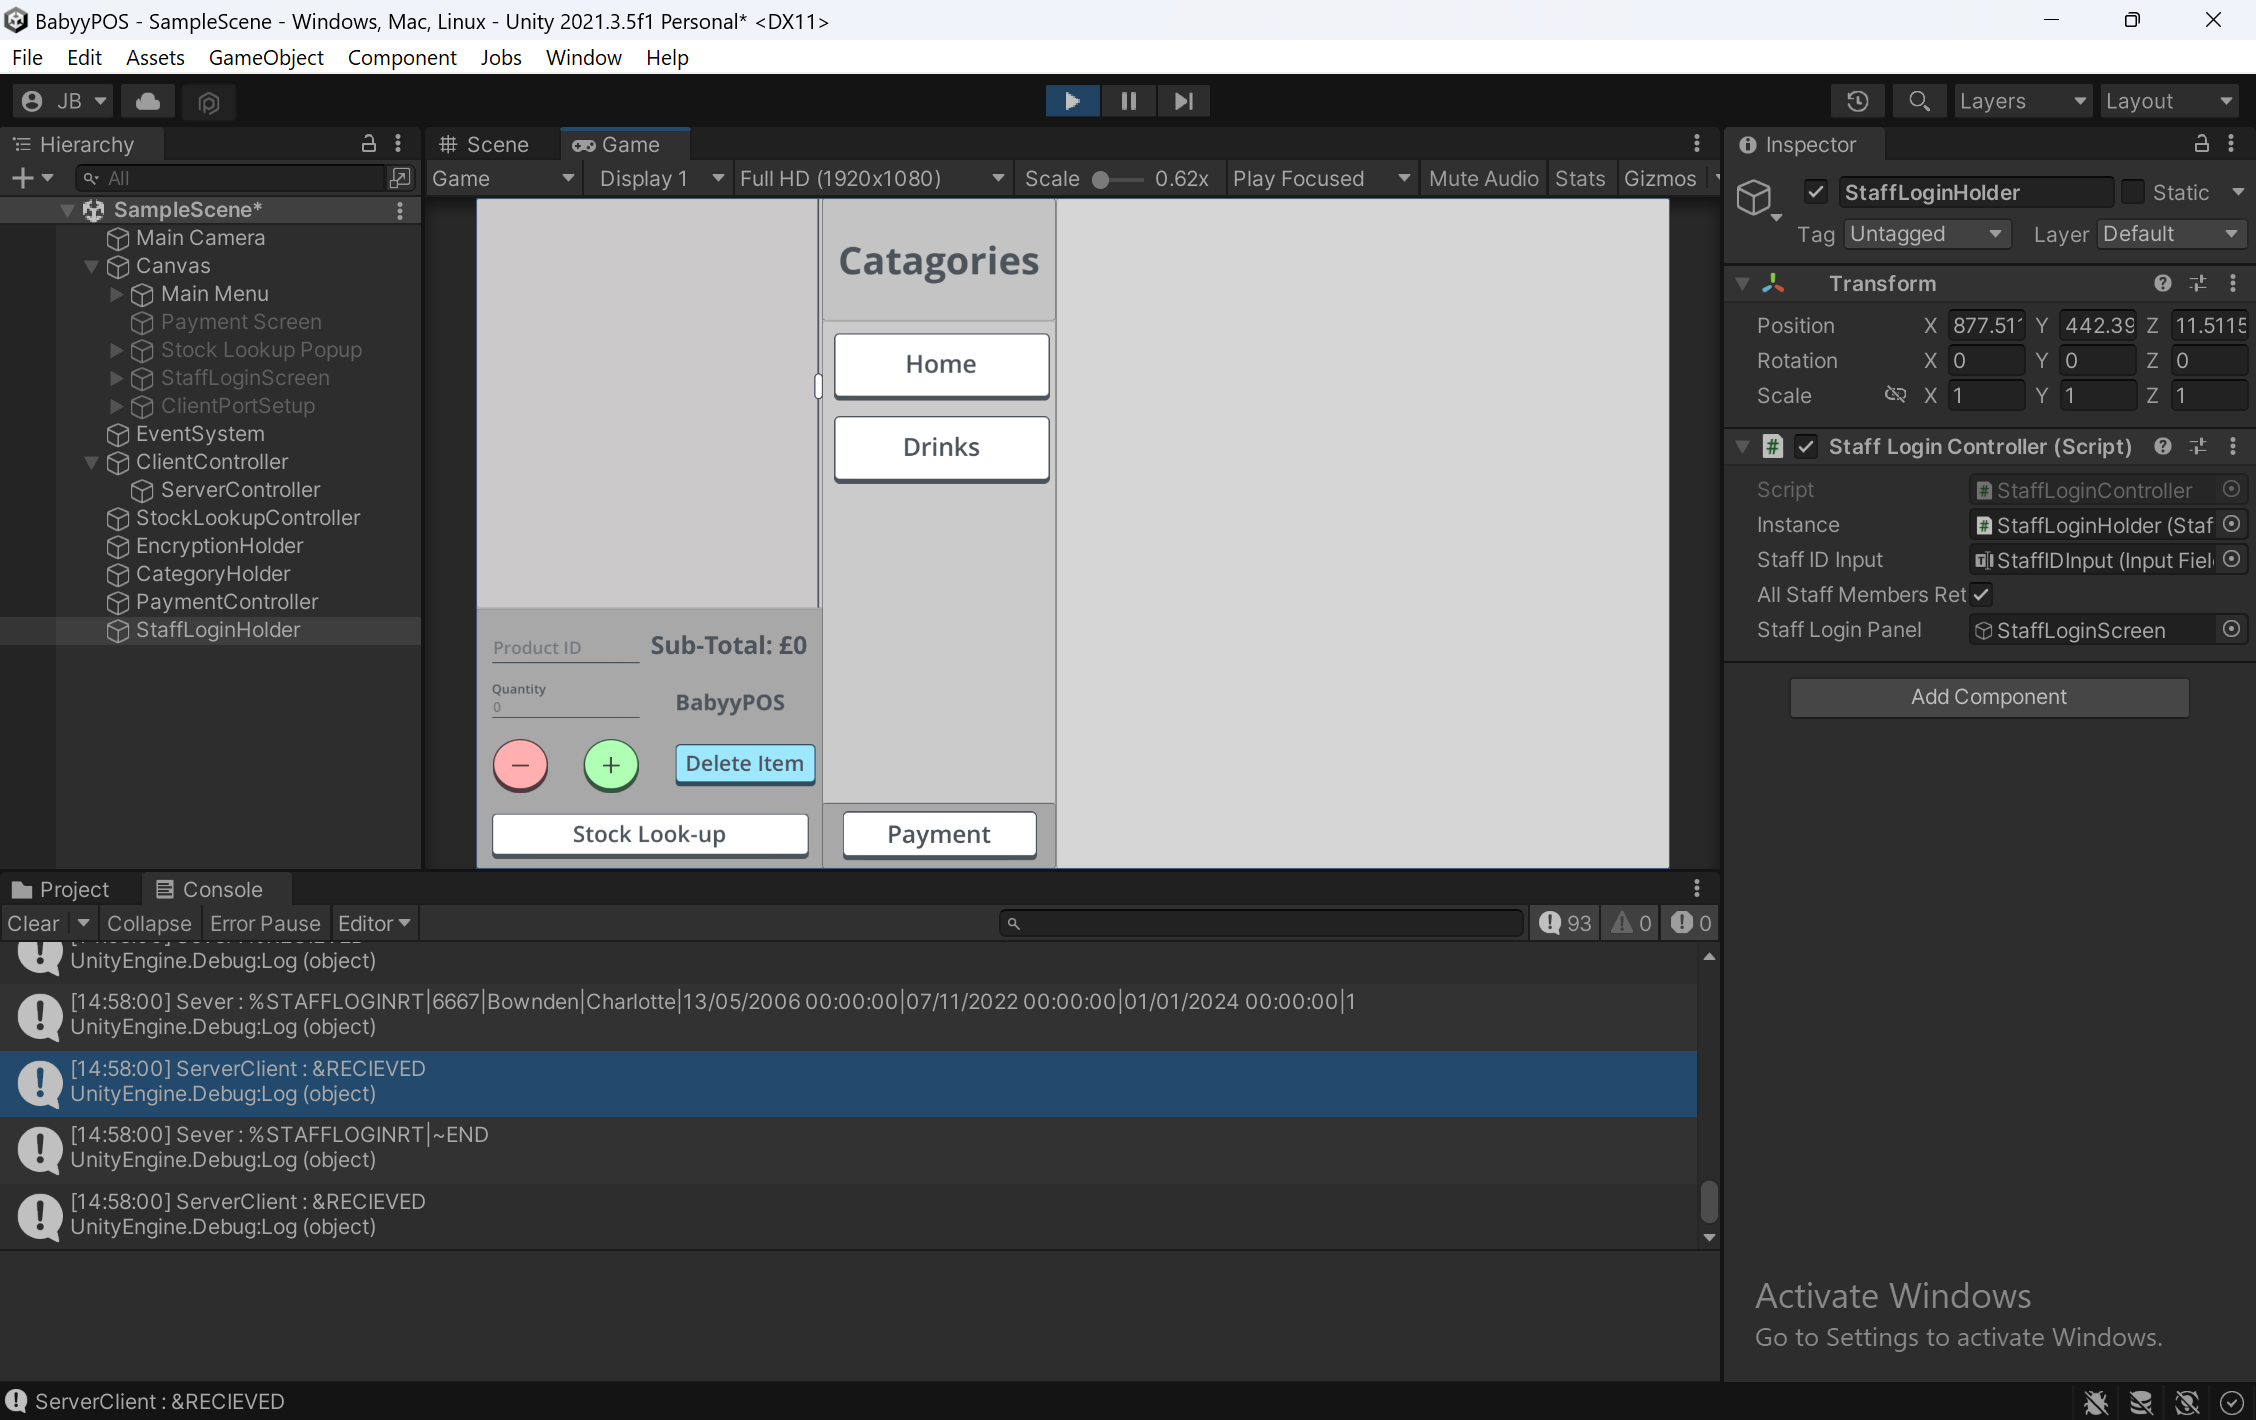 BabyyPOS - SampleScene - Windows, Mac, Linux - Unity 2021.3.5f1 Personal* <DX11>
File Edit Assets GameObject Component Jobs Window Help
JB
Layers
Layout
Hierarchy
All
SampleScene*
Main Camera
Canvas
Main Menu
Payment Screen
Stock Lookup Popup
StaffLoginScreen
ClientPortSetup
EventSystem
ClientController
ServerController
StockLookupController
EncryptionHolder
CategoryHolder
PaymentController
StaffLoginHolder
Scene Game
Game Display 1 Full HD (1920x1080) Scale 0.62x Play Focused Mute Audio Stats Gizmos
Catagories
Home
Drinks
Product ID
Sub-Total: £0
Quantity
0
BabyyPOS
Delete Item
Stock Look-up
Payment
Inspector
StaffLoginHolder Static
Tag Untagged Layer Default
Transform
Position X 877.51 Y 442.39 Z 11.5115
Rotation X 0 Y 0 Z 0
Scale X 1 Y 1 Z 1
# Staff Login Controller (Script)
Script StaffLoginController
Instance StaffLoginHolder (Staf
Staff ID Input StaffIDInput (Input Fiel
All Staff Members Ret
Staff Login Panel StaffLoginScreen
Add Component
Project Console
Clear Collapse Error Pause Editor 93 0 0
UnityEngine.Debug:Log (object)
[14:58:00] Sever : %STAFFLOGINRT|6667|Bownden|Charlotte|13/05/2006 00:00:00|07/11/2022 00:00:00|01/01/2024 00:00:00|1
UnityEngine.Debug:Log (object)
[14:58:00] ServerClient : &RECIEVED
UnityEngine.Debug:Log (object)
[14:58:00] Sever : %STAFFLOGINRT|~END
UnityEngine.Debug:Log (object)
[14:58:00] ServerClient : &RECIEVED
UnityEngine.Debug:Log (object)
Activate Windows
Go to Settings to activate Windows.
ServerClient : &RECIEVED